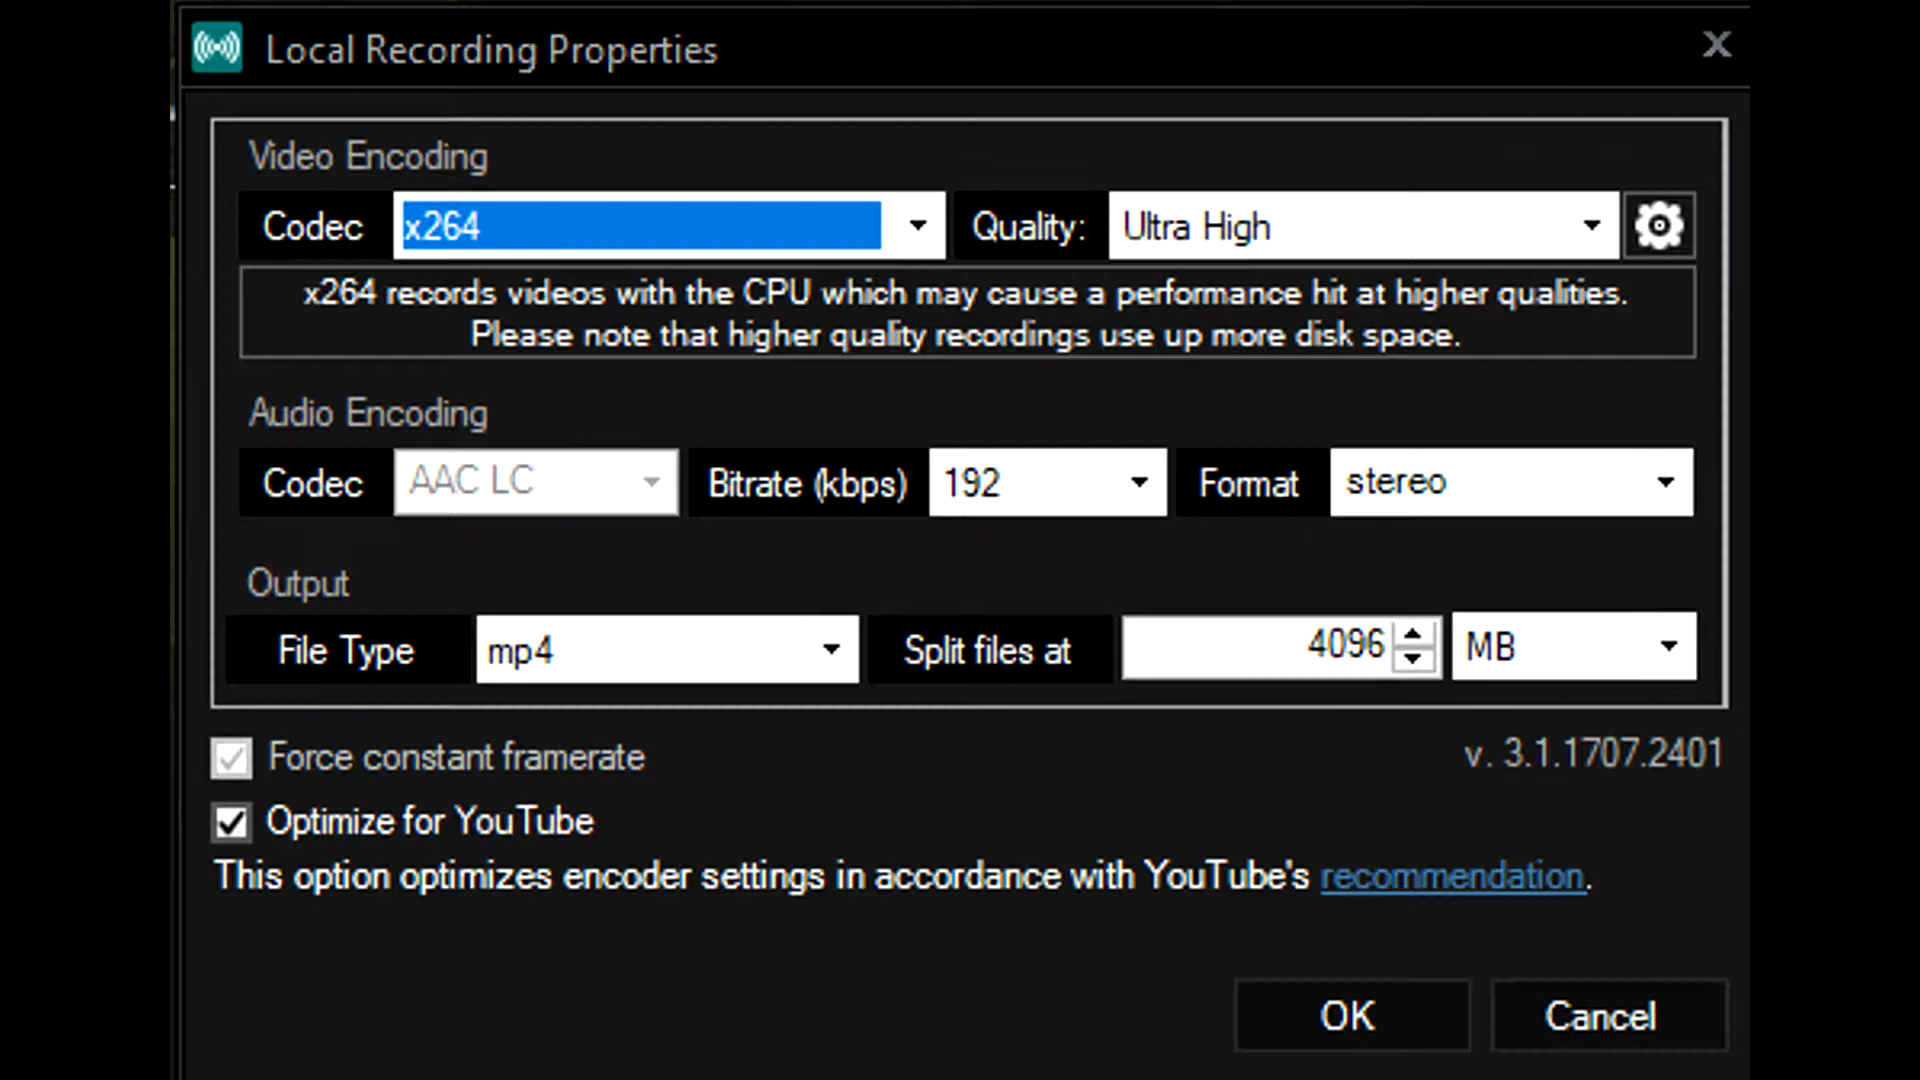 Local Recording Properties
Video Encoding
Codec x264 Quality: Ultra High
x264 records videos with the CPU which may cause a performance hit at higher qualities.
Please note that higher quality recordings use up more disk space.
Audio Encoding
Codec AAC LC Bitrate (kbps) 192 Format stereo
Output
File Type mp4 Split files at 4096 MB
Force constant framerate v. 3.1.1707.2401
Optimize for YouTube
This option optimizes encoder settings in accordance with YouTube's recommendation.
OK Cancel